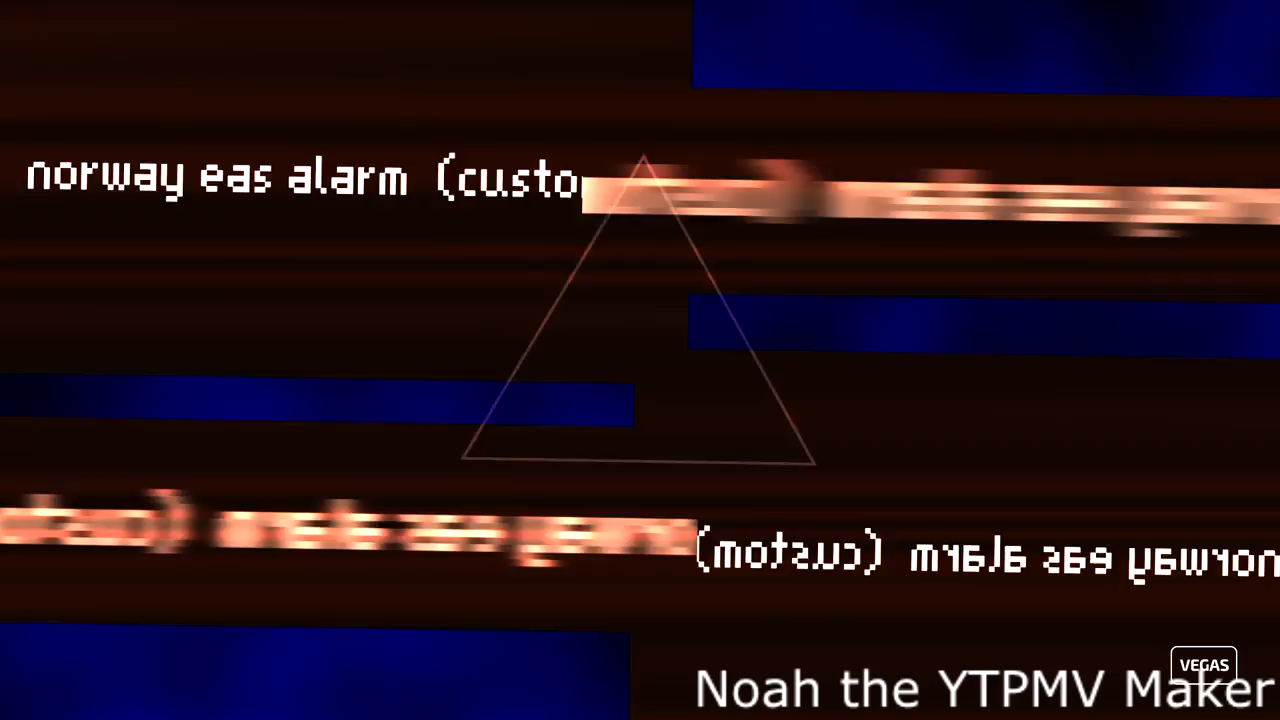 norway eas alarm (custo
norway eas alarm (custom)
VEGAS
Noah the YTPMV Maker